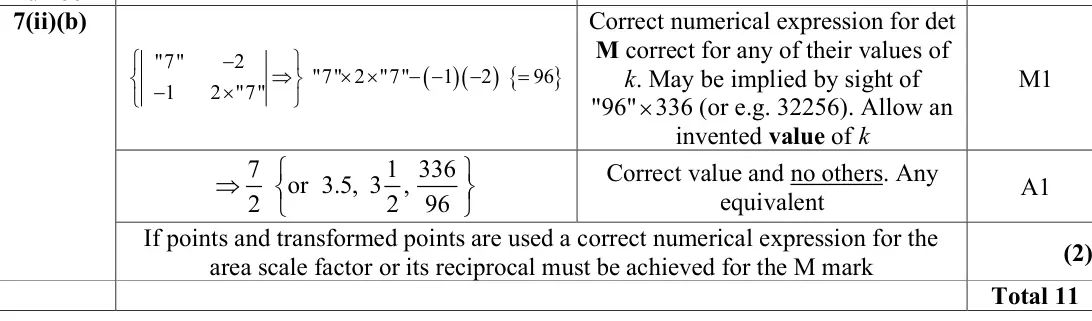 7(ii)(b)
{| "7" −2 |
| −1 2×"7" | ⇒} "7"×2×"7"−(−1)(−2) {=96}
Correct numerical expression for det
M correct for any of their values of
k. May be implied by sight of
"96"×336 (or e.g. 32256). Allow an
invented value of k
M1
⇒ 7/2 {or 3.5, 3 1/2, 336/96}
Correct value and no others. Any
equivalent
A1
If points and transformed points are used a correct numerical expression for the
area scale factor or its reciprocal must be achieved for the M mark
(2)
Total 11